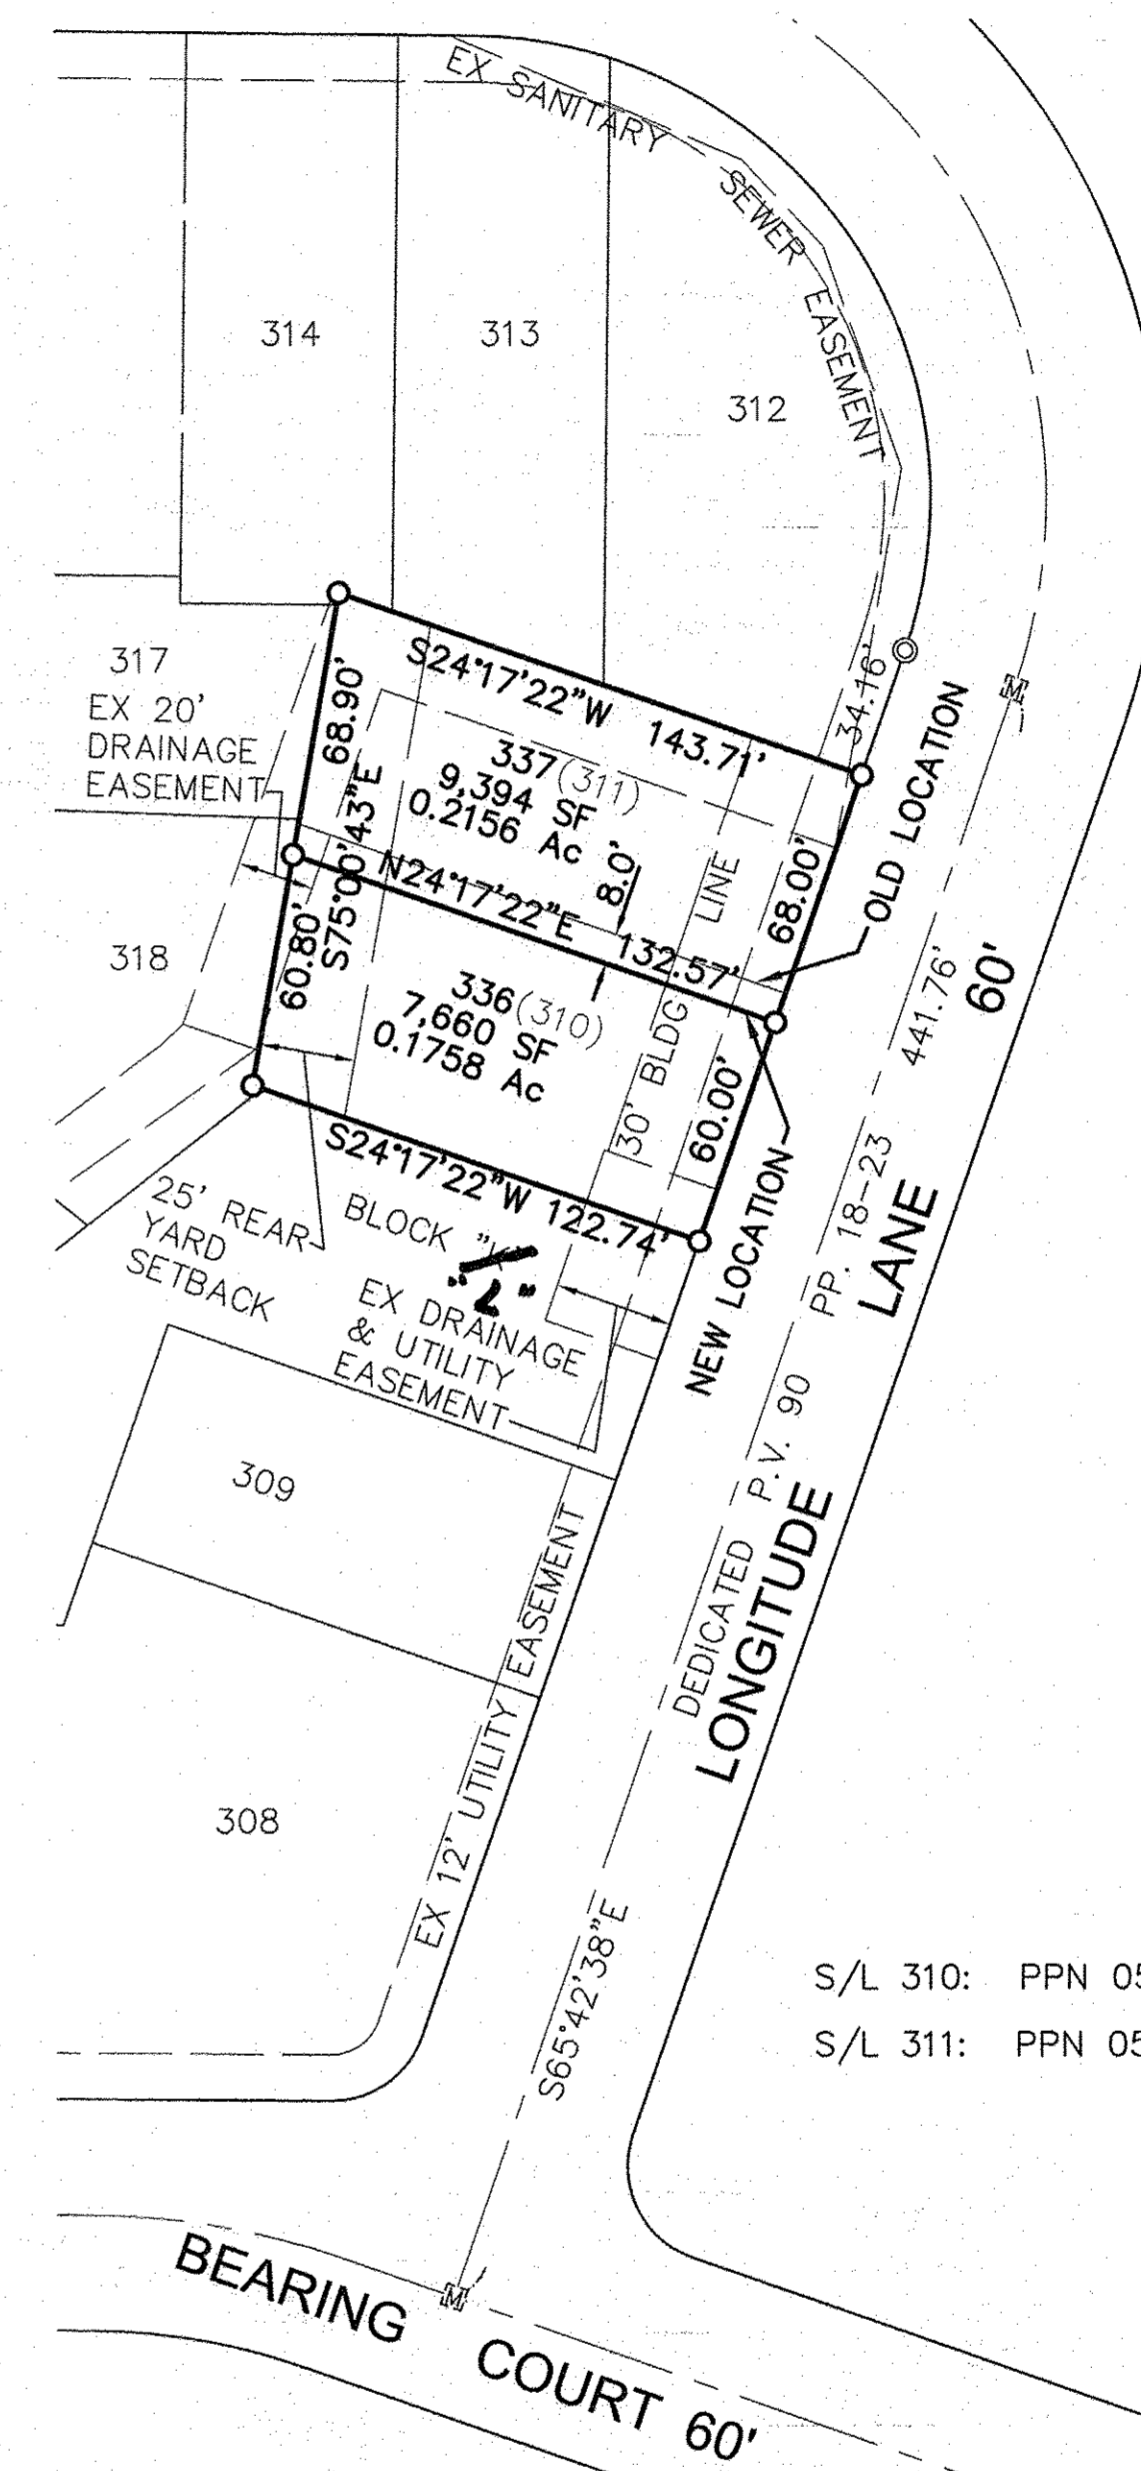 EX SANITARY SEWER EASEMENT
314
313
312
317
EX 20'
DRAINAGE
EASEMENT
68.90'
S24°17'22"W 143.71'
34.16'
337(311)
9,394 SF
0.2156 Ac
8.0'
68.00'
OLD LOCATION
LINE
S75°00'43"E
N24°17'22"E 132.57'
318
60.80'
336(310)
7,660 SF
0.1758 Ac
30' BLDG
60.00'
441.76'
60'
S24°17'22"W 122.74'
NEW LOCATION
25' REAR
YARD
SETBACK
BLOCK "K"
"L"
EX DRAINAGE
& UTILITY
EASEMENT
DEDICATED P.V. 90 PP. 18-23
LONGITUDE LANE
309
EX 12' UTILITY EASEMENT
308
S65°42'38"E
S/L 310: PPN 05
S/L 311: PPN 05
M
M
BEARING COURT 60'